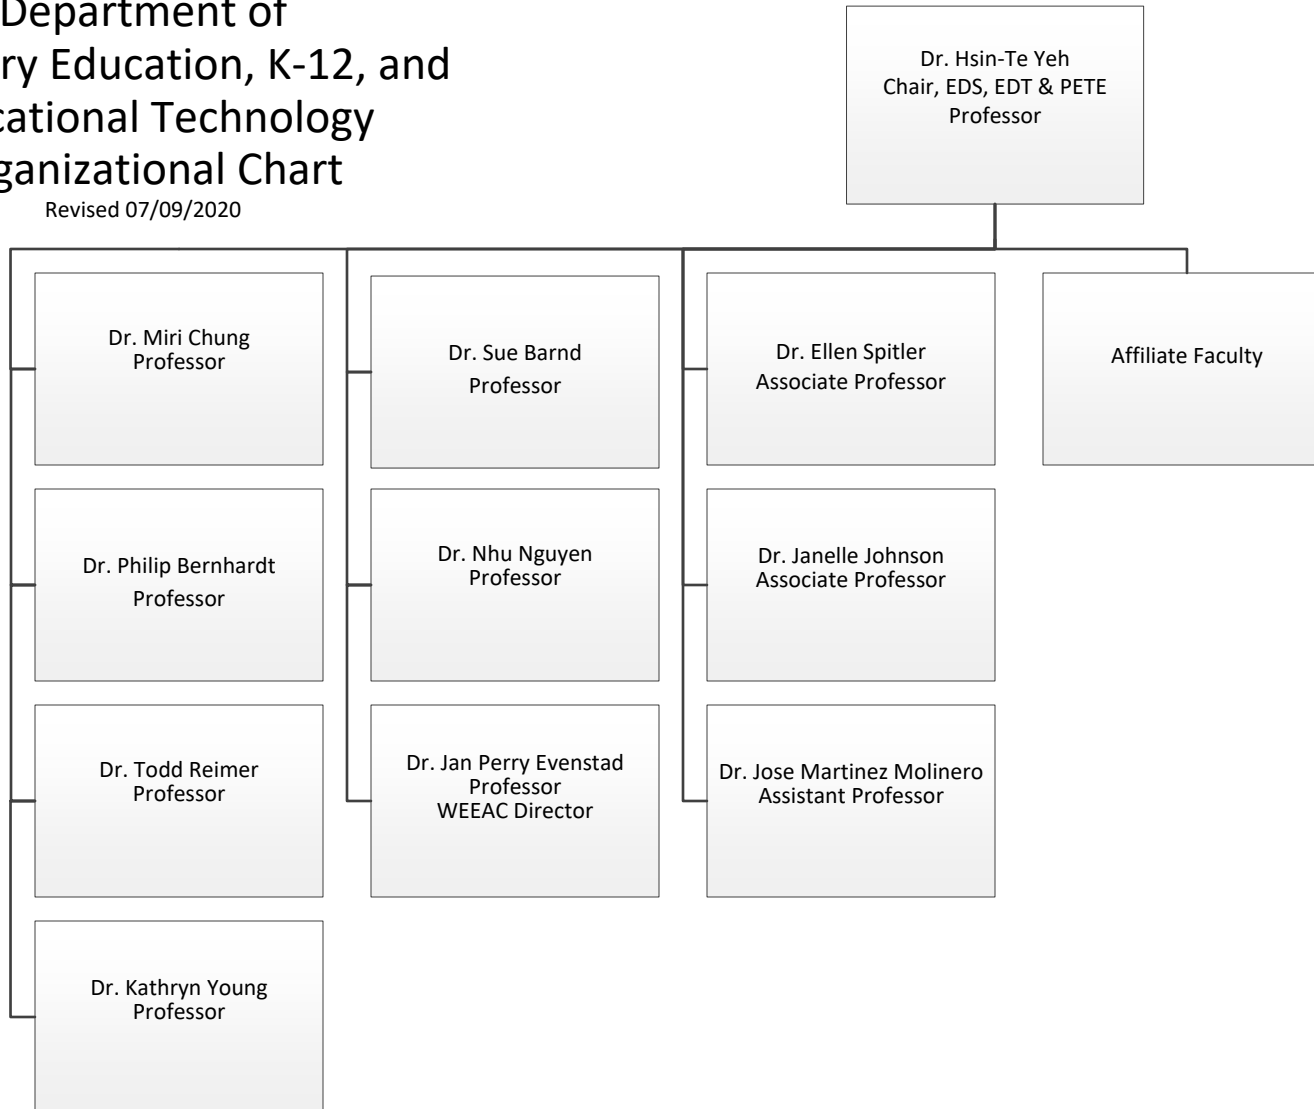 Department of
ry Education, K-12, and
cational Technology
ganizational Chart
Revised 07/09/2020
Dr. Hsin-Te Yeh
Chair, EDS, EDT & PETE
Professor
Dr. Miri Chung
Professor
Dr. Sue Barnd
Professor
Dr. Ellen Spitler
Associate Professor
Affiliate Faculty
Dr. Philip Bernhardt
Professor
Dr. Nhu Nguyen
Professor
Dr. Janelle Johnson
Associate Professor
Dr. Todd Reimer
Professor
Dr. Jan Perry Evenstad
Professor
WEEAC Director
Dr. Jose Martinez Molinero
Assistant Professor
Dr. Kathryn Young
Professor